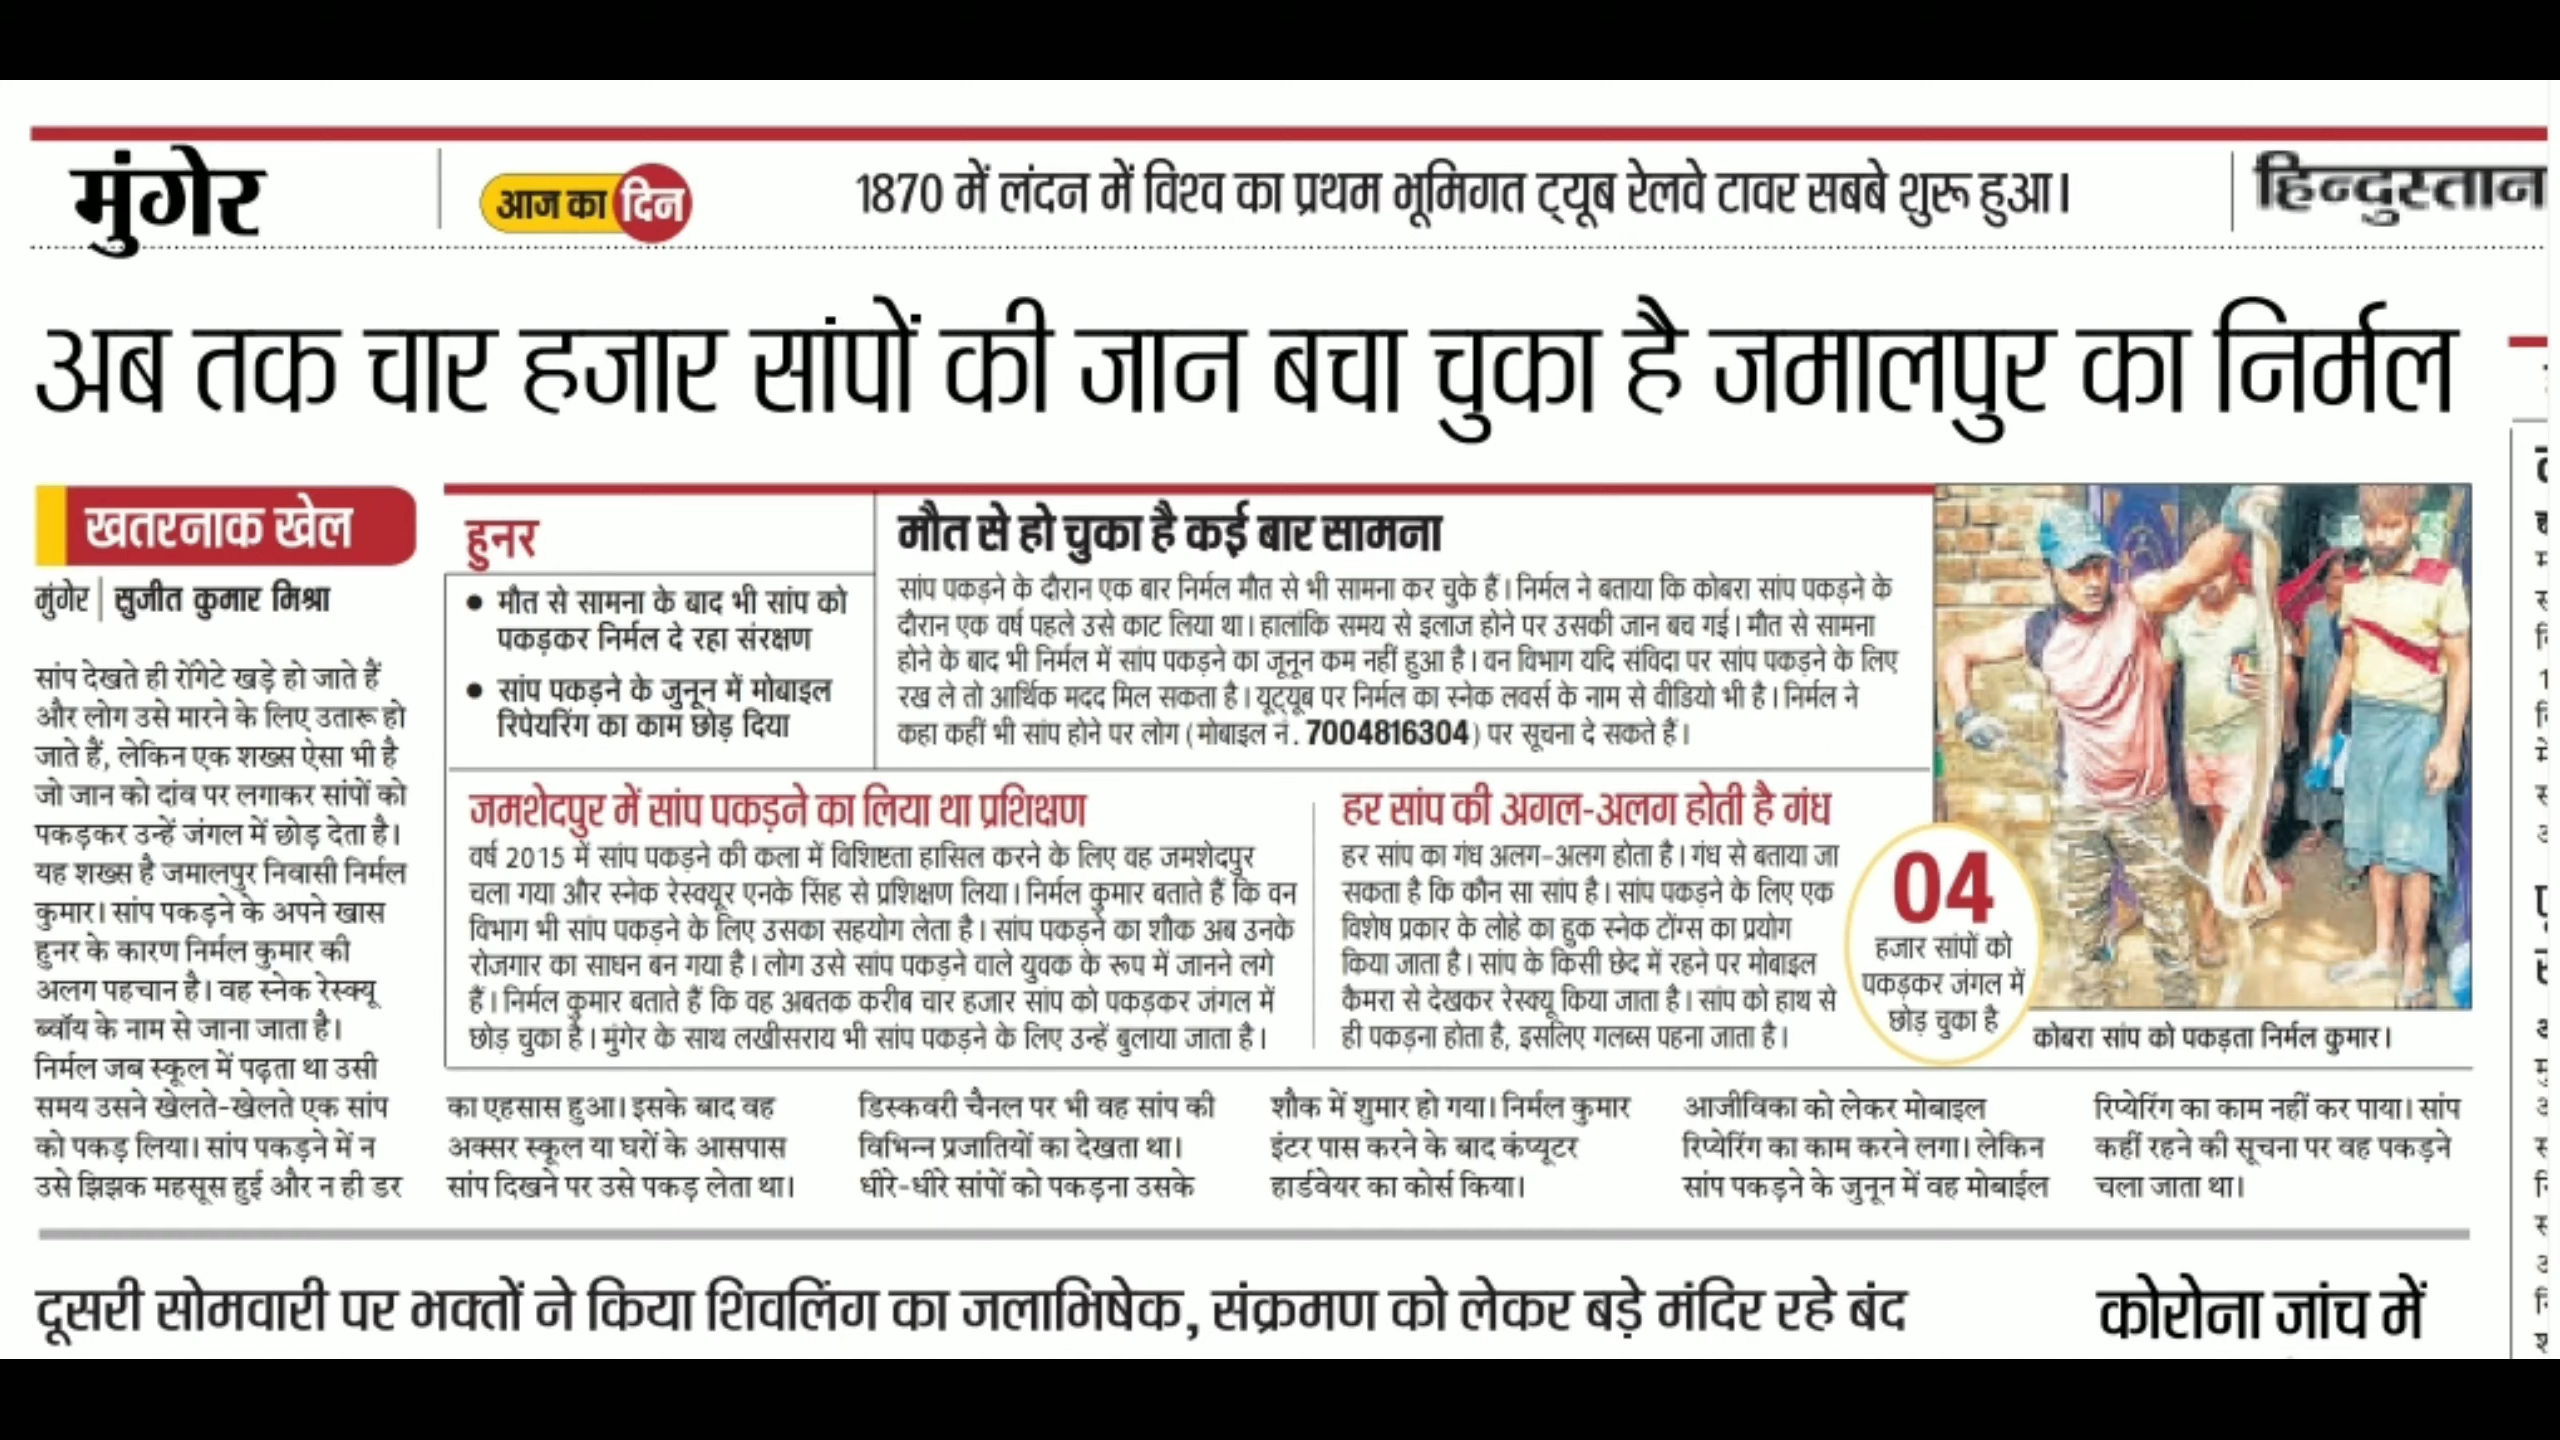 मुंगेर
आज का दिन
1870 में लंदन में विश्व का प्रथम भूमिगत ट्यूब रेलवे टावर सबबे शुरू हुआ।
हिन्दुस्तान
अब तक चार हजार सांपों की जान बचा चुका है जमालपुर का निर्मल
खतरनाक खेल
मुंगेर | सुजीत कुमार मिश्रा
सांप देखते ही रोंगेटे खड़े हो जाते हैं
और लोग उसे मारने के लिए उतारू हो
जाते हैं, लेकिन एक शख्स ऐसा भी है
जो जान को दांव पर लगाकर सांपों को
पकड़कर उन्हें जंगल में छोड़ देता है।
यह शख्स है जमालपुर निवासी निर्मल
कुमार। सांप पकड़ने के अपने खास
हुनर के कारण निर्मल कुमार की
अलग पहचान है। वह स्नेक रेस्क्यू
ब्वॉय के नाम से जाना जाता है।
निर्मल जब स्कूल में पढ़ता था उसी
समय उसने खेलते-खेलते एक सांप
को पकड़ लिया। सांप पकड़ने में न
उसे झिझक महसूस हुई और न ही डर
का एहसास हुआ। इसके बाद वह
अक्सर स्कूल या घरों के आसपास
सांप दिखने पर उसे पकड़ लेता था।
डिस्कवरी चैनल पर भी वह सांप की
विभिन्न प्रजातियों का देखता था।
धीरे-धीरे सांपों को पकड़ना उसके
शौक में शुमार हो गया। निर्मल कुमार
इंटर पास करने के बाद कंप्यूटर
हार्डवेयर का कोर्स किया।
आजीविका को लेकर मोबाइल
रिप्येरिंग का काम करने लगा। लेकिन
सांप पकड़ने के जुनून में वह मोबाईल
रिप्येरिंग का काम नहीं कर पाया। सांप
कहीं रहने की सूचना पर वह पकड़ने
चला जाता था।
हुनर
● मौत से सामना के बाद भी सांप को
पकड़कर निर्मल दे रहा संरक्षण
● सांप पकड़ने के जुनून में मोबाइल
रिपेयरिंग का काम छोड़ दिया
मौत से हो चुका है कई बार सामना
सांप पकड़ने के दौरान एक बार निर्मल मौत से भी सामना कर चुके हैं। निर्मल ने बताया कि कोबरा सांप पकड़ने के
दौरान एक वर्ष पहले उसे काट लिया था। हालांकि समय से इलाज होने पर उसकी जान बच गई। मौत से सामना
होने के बाद भी निर्मल में सांप पकड़ने का जूनून कम नहीं हुआ है। वन विभाग यदि संविदा पर सांप पकड़ने के लिए
रख ले तो आर्थिक मदद मिल सकता है। यूट्यूब पर निर्मल का स्नेक लवर्स के नाम से वीडियो भी है। निर्मल ने
कहा कहीं भी सांप होने पर लोग (मोबाइल नं. 7004816304) पर सूचना दे सकते हैं।
जमशेदपुर में सांप पकड़ने का लिया था प्रशिक्षण
वर्ष 2015 में सांप पकड़ने की कला में विशिष्टता हासिल करने के लिए वह जमशेदपुर
चला गया और स्नेक रेस्क्यूर एनके सिंह से प्रशिक्षण लिया। निर्मल कुमार बताते हैं कि वन
विभाग भी सांप पकड़ने के लिए उसका सहयोग लेता है। सांप पकड़ने का शौक अब उनके
रोजगार का साधन बन गया है। लोग उसे सांप पकड़ने वाले युवक के रूप में जानने लगे
हैं। निर्मल कुमार बताते हैं कि वह अबतक करीब चार हजार सांप को पकड़कर जंगल में
छोड़ चुका है। मुंगेर के साथ लखीसराय भी सांप पकड़ने के लिए उन्हें बुलाया जाता है।
हर सांप की अगल-अलग होती है गंध
हर सांप का गंध अलग-अलग होता है। गंध से बताया जा
सकता है कि कौन सा सांप है। सांप पकड़ने के लिए एक
विशेष प्रकार के लोहे का हुक स्नेक टोंग्स का प्रयोग
किया जाता है। सांप के किसी छेद में रहने पर मोबाइल
कैमरा से देखकर रेस्क्यू किया जाता है। सांप को हाथ से
ही पकड़ना होता है, इसलिए गलब्स पहना जाता है।
04
हजार सांपों को
पकड़कर जंगल में
छोड़ चुका है
कोबरा सांप को पकड़ता निर्मल कुमार।
दूसरी सोमवारी पर भक्तों ने किया शिवलिंग का जलाभिषेक, संक्रमण को लेकर बड़े मंदिर रहे बंद
कोरोना जांच में